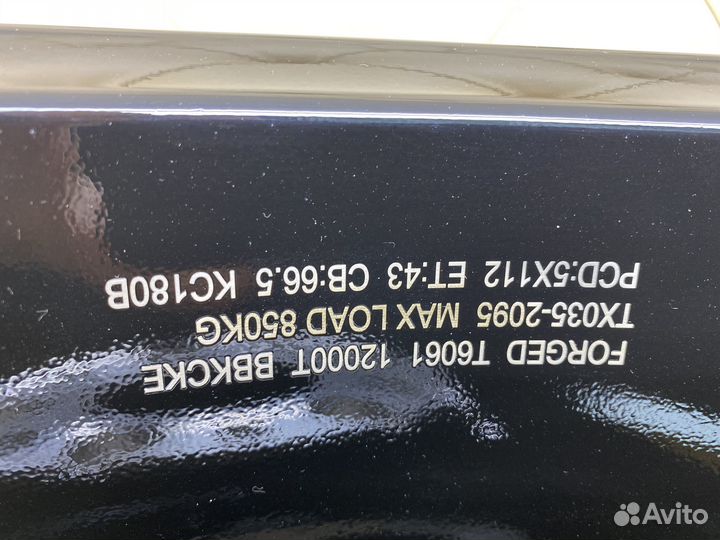 FORGED T6061 12000T BBKCKE
TX035-2095 MAX LOAD 850KG
PCD:5X112 ET:43 CB:66.5 KC180B
Avito